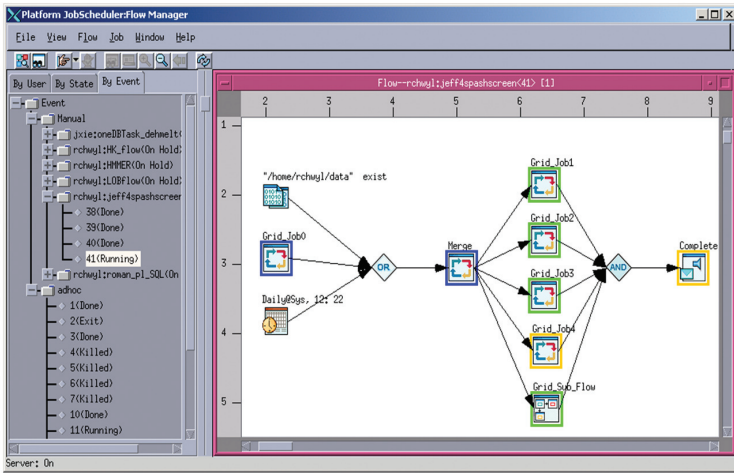 Platform JobScheduler:Flow Manager
File View Flow Job Window Help
By User By State By Event
Event
Manual
jxie:oneDBTask_dehmelt(
rchwyl:HK_flow(On Hold)
rchwyl:HMMER(On Hold)
rchwyl:LOBflow(On Hold)
rchwyl:jeff4spashscreen
38(Done)
39(Done)
40(Done)
41(Running)
rchwyl:roman_pl_SQL(On
adhoc
1(Done)
2(Exit)
3(Done)
4(Killed)
5(Killed)
6(Killed)
7(Killed)
10(Done)
11(Running)
Flow--rchwyl:jeff4spashscreen<41> [1]
2 3 4 5 6 7 8 9
1
2
3
4
5
"/home/rchwyl/data" exist
Grid_Job0
Daily@Sys, 12: 22
OR
Merge
Grid_Job1
Grid_Job2
Grid_Job3
Grid_Job4
Grid_Sub_Flow
AND
Complete
Server: On